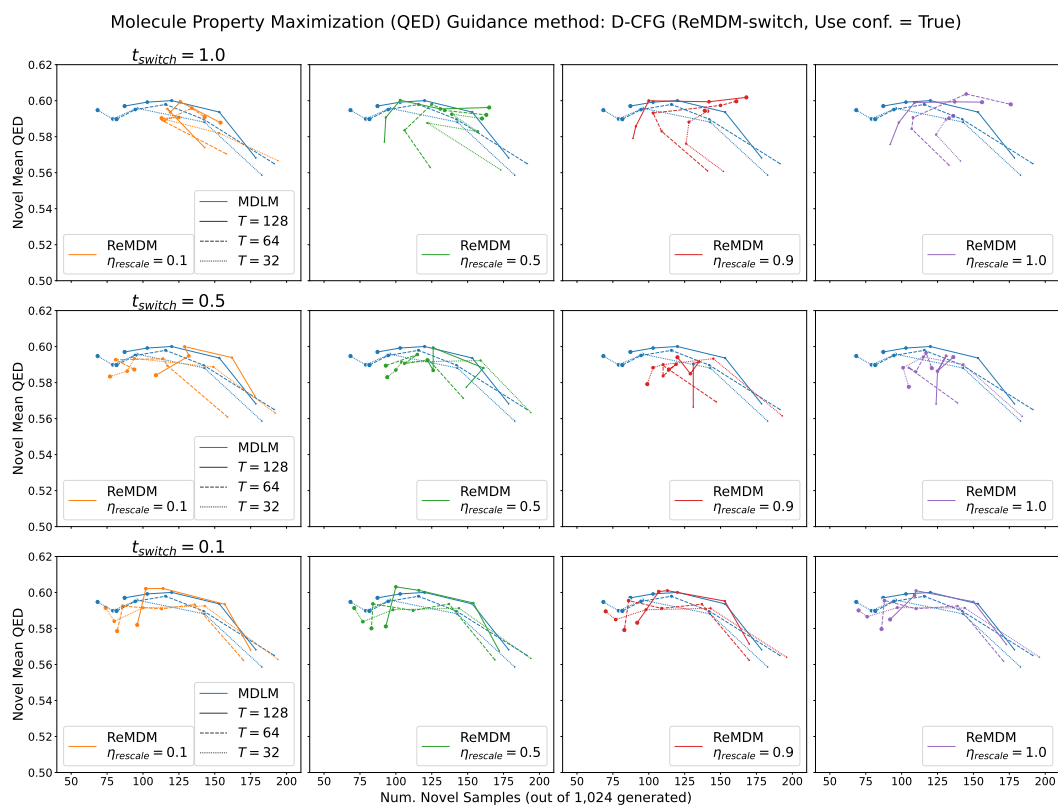 Molecule Property Maximization (QED) Guidance method: D-CFG (ReMDM-switch, Use conf. = True)
t_switch = 1.0
Novel Mean QED
0.62
0.60
0.58
0.56
0.54
0.52
0.50
ReMDM
η_rescale = 0.1
MDLM
T = 128
T = 64
T = 32
ReMDM
η_rescale = 0.5
ReMDM
η_rescale = 0.9
ReMDM
η_rescale = 1.0
t_switch = 0.5
Novel Mean QED
0.62
0.60
0.58
0.56
0.54
0.52
0.50
ReMDM
η_rescale = 0.1
MDLM
T = 128
T = 64
T = 32
ReMDM
η_rescale = 0.5
ReMDM
η_rescale = 0.9
ReMDM
η_rescale = 1.0
t_switch = 0.1
Novel Mean QED
0.62
0.60
0.58
0.56
0.54
0.52
0.50
ReMDM
η_rescale = 0.1
MDLM
T = 128
T = 64
T = 32
ReMDM
η_rescale = 0.5
ReMDM
η_rescale = 0.9
ReMDM
η_rescale = 1.0
50 75 100 125 150 175 200 50 75 100 125 150 175 200 50 75 100 125 150 175 200 50 75 100 125 150 175 200
Num. Novel Samples (out of 1,024 generated)